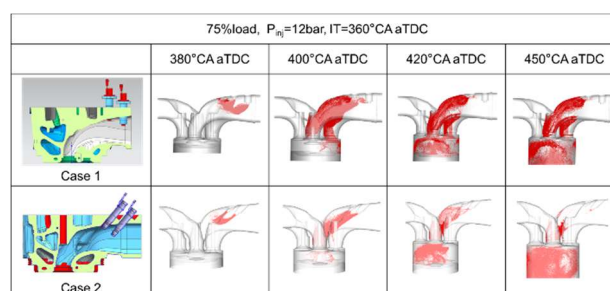 75%load, Pinj=12bar, IT=360°CA aTDC
380°CA aTDC 400°CA aTDC 420°CA aTDC 450°CA aTDC
Case 1
Case 2